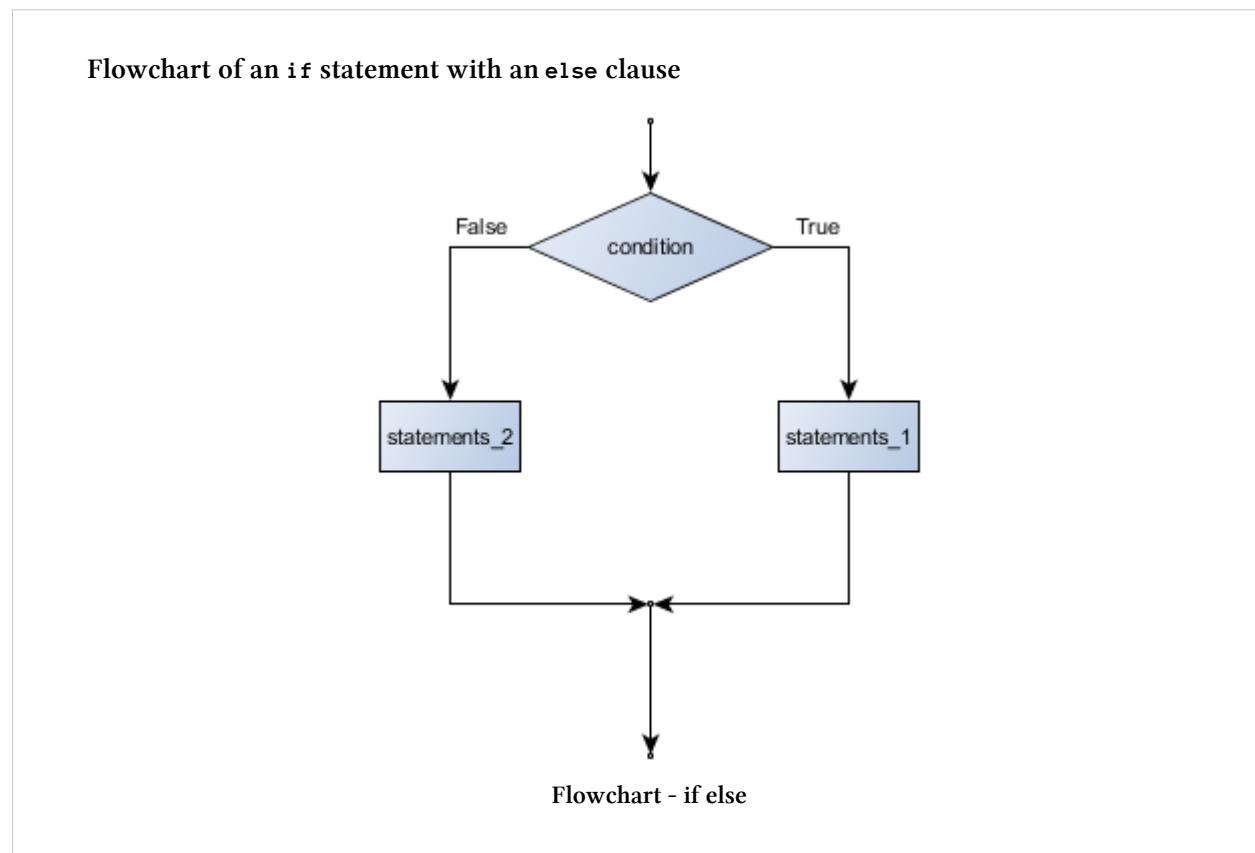 Flowchart of an if statement with an else clause
False
True
condition
statements_2
statements_1
Flowchart - if else